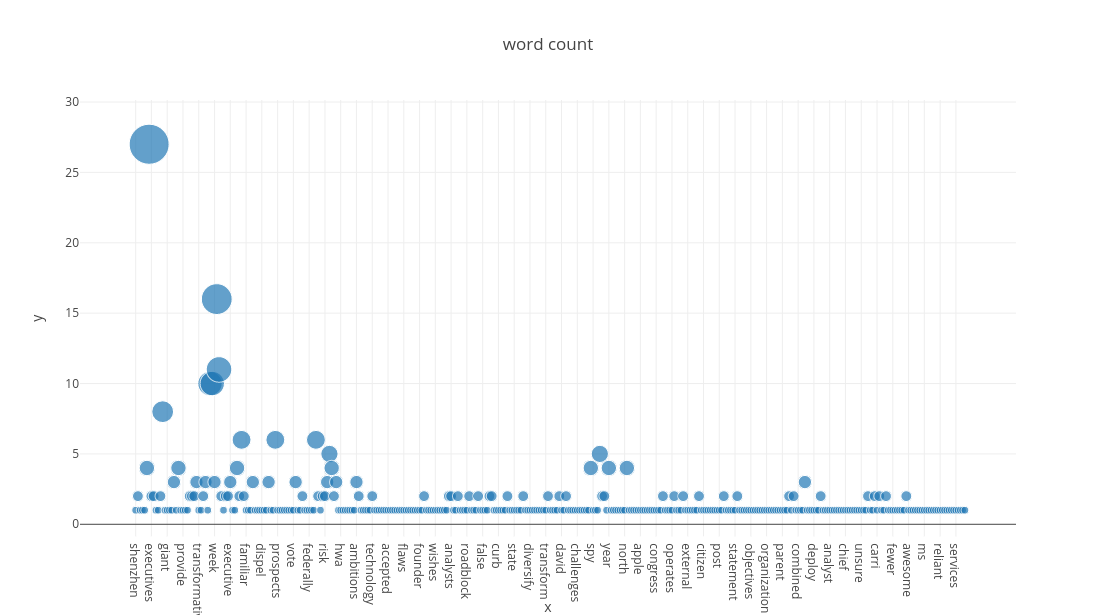 word count
30
25
20
15
10
5
0
y
shenzhen
executives
giant
provide
transformati
week
executive
familiar
dispel
prospects
vote
federally
risk
hwa
ambitions
technology
accepted
flaws
founder
wishes
analysts
roadblock
false
curb
state
diversify
transform
david
challenges
spy
year
north
apple
congress
operates
external
citizen
post
statement
objectives
organization
parent
combined
deploy
analyst
chief
unsure
carri
fewer
awesome
ms
reliant
services
x